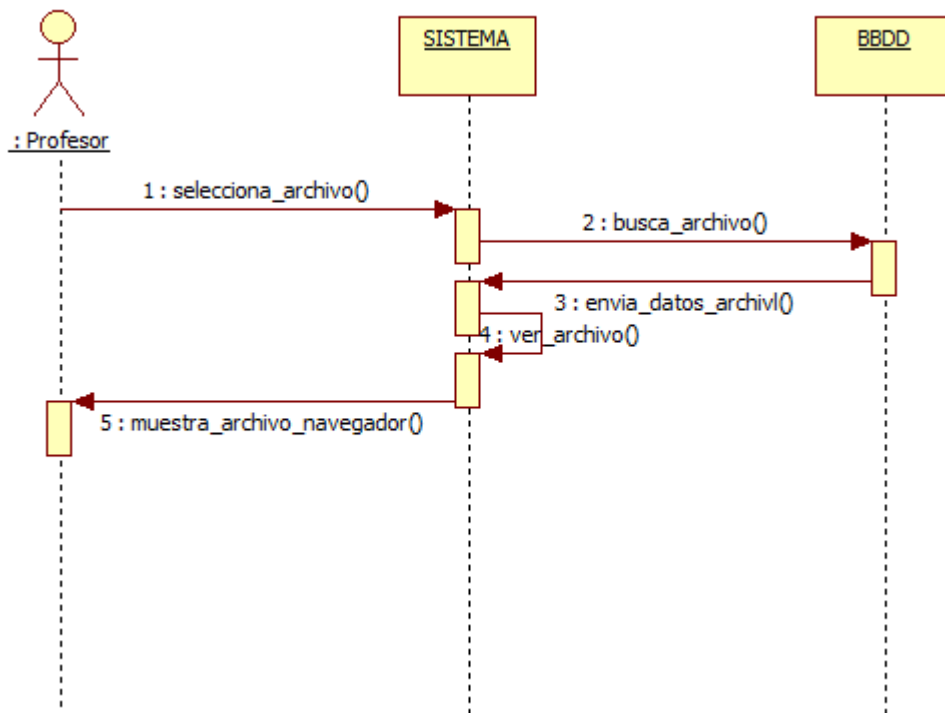 SISTEMA
BBDD
: Profesor
1 : selecciona_archivo()
2 : busca_archivo()
3 : envia_datos_archivl()
4 : ver_archivo()
5 : muestra_archivo_navegador()